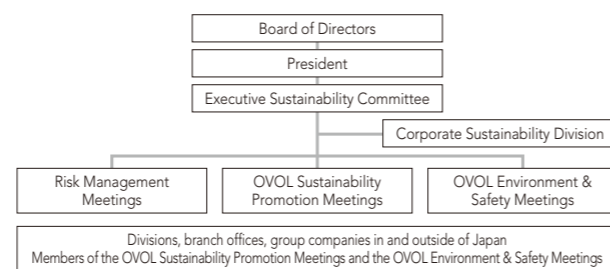 Board of Directors
President
Executive Sustainability Committee
Corporate Sustainability Division
Risk Management
Meetings
OVOL Sustainability
Promotion Meetings
OVOL Environment &
Safety Meetings
Divisions, branch offices, group companies in and outside of Japan
Members of the OVOL Sustainability Promotion Meetings and the OVOL Environment & Safety Meetings